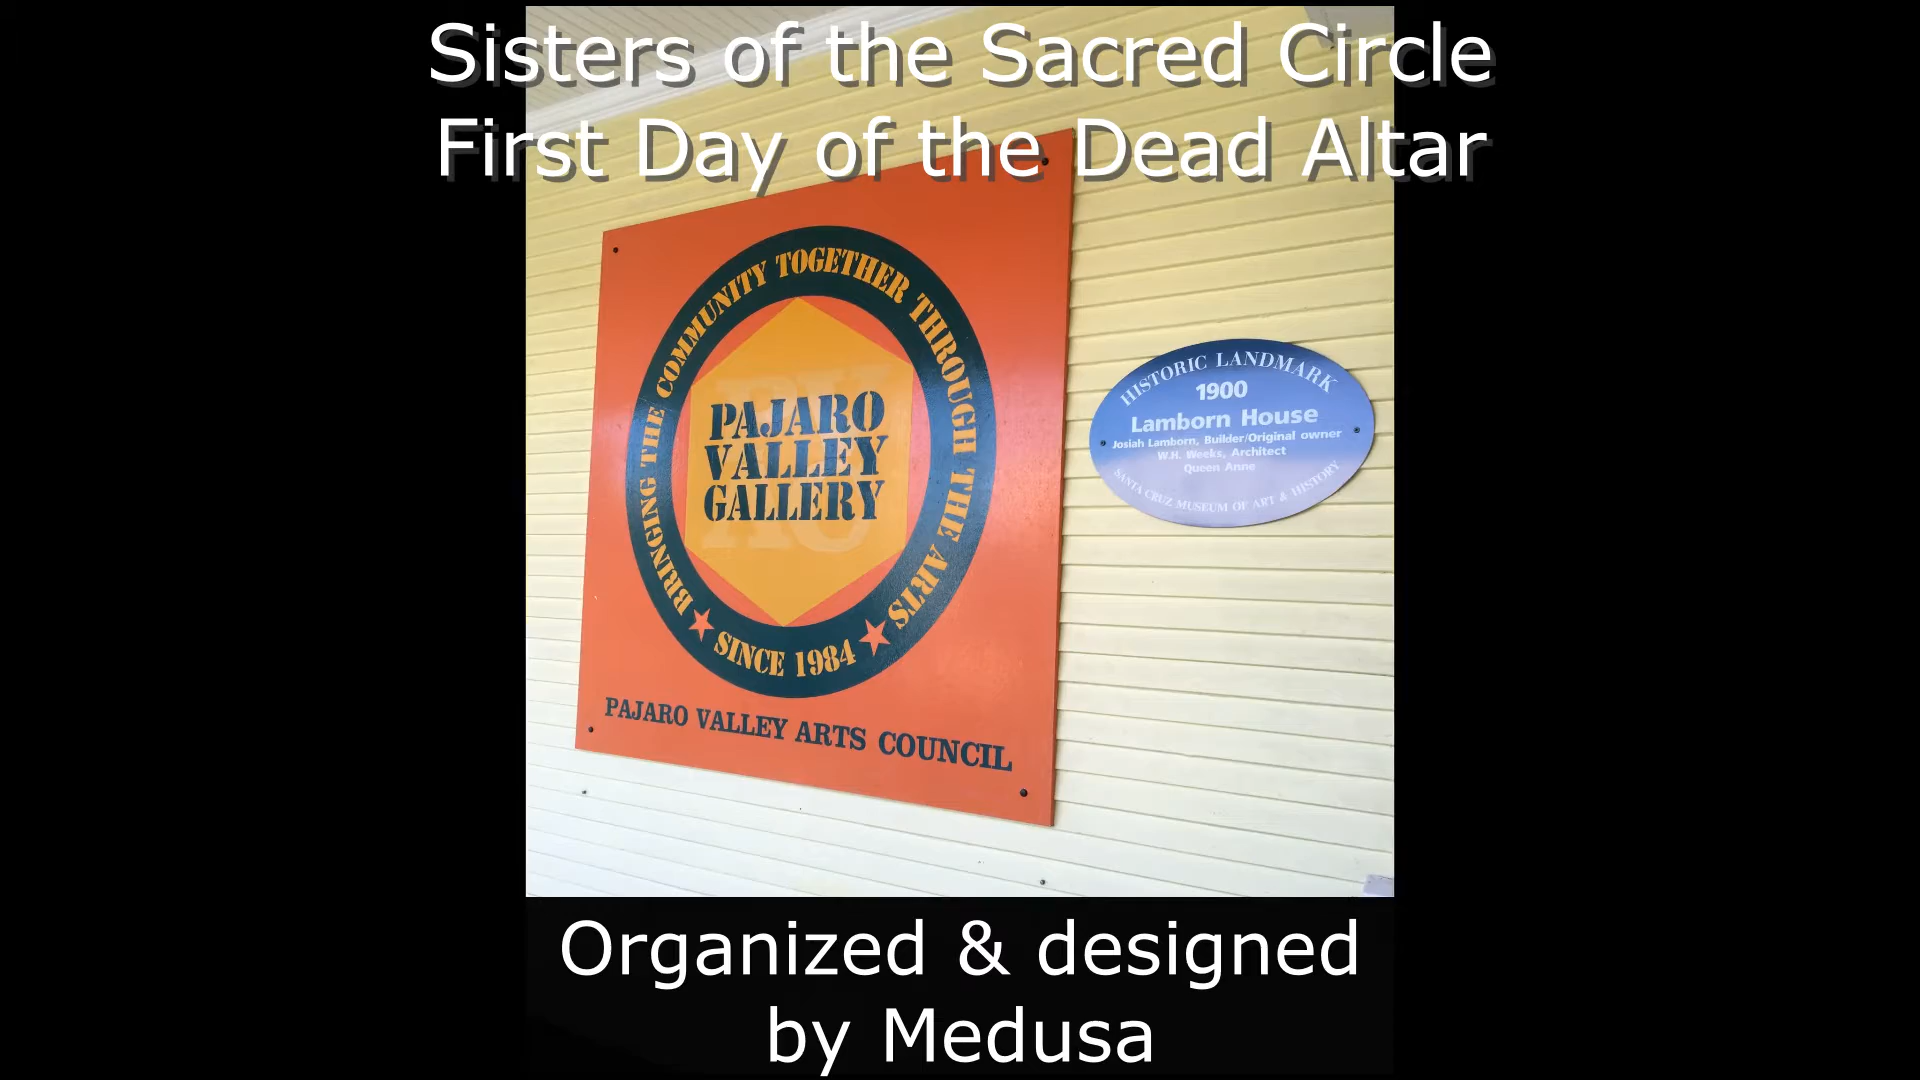 Sisters of the Sacred Circle
First Day of the Dead Altar
BRINGING THE COMMUNITY TOGETHER THROUGH THE ARTS
PAJARO
VALLEY
GALLERY
SINCE 1984
PAJARO VALLEY ARTS COUNCIL
HISTORIC LANDMARK
1900
Lamborn House
Josiah Lamborn, Builder/Original owner
W.H. Weeks, Architect
Queen Anne
SANTA CRUZ MUSEUM OF ART & HISTORY
Organized & designed
by Medusa